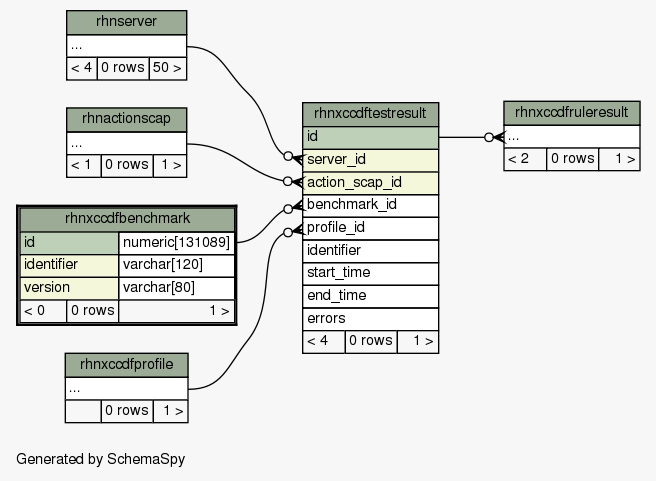 rhnserver
...
< 4 0 rows 50 >
rhnactionscap
...
< 1 0 rows 1 >
rhnxccdfbenchmark
id numeric[131089]
identifier varchar[120]
version varchar[80]
< 0 0 rows 1 >
rhnxccdfprofile
...
0 rows 1 >
rhnxccdftestresult
id
server_id
action_scap_id
benchmark_id
profile_id
identifier
start_time
end_time
errors
< 4 0 rows 1 >
rhnxccdfruleresult
...
< 2 0 rows 1 >
Generated by SchemaSpy